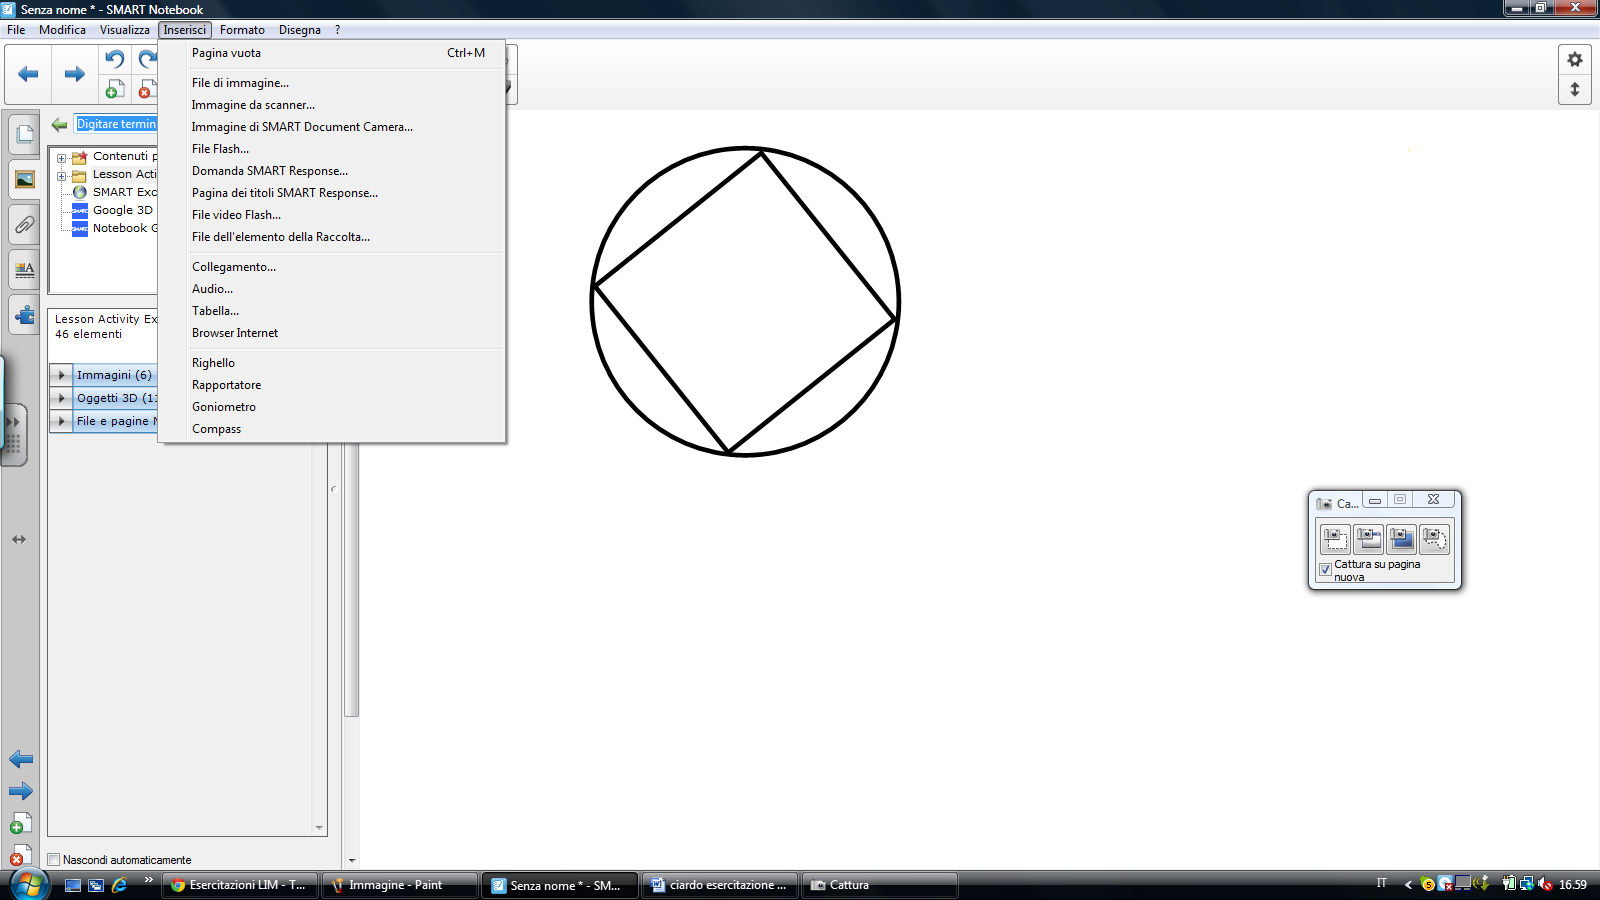 Senza nome * - SMART Notebook
File Modifica Visualizza Inserisci Formato Disegna ?
Pagina vuota Ctrl+M
File di immagine...
Immagine da scanner...
Immagine di SMART Document Camera...
File Flash...
Domanda SMART Response...
Pagina dei titoli SMART Response...
File video Flash...
File dell'elemento della Raccolta...
Collegamento...
Audio...
Tabella...
Browser Internet
Righello
Rapportatore
Goniometro
Compass
Digitare termin
Contenuti p
Lesson Acti
SMART Exc
Google 3D
Notebook G
Lesson Activity Ex
46 elementi
Immagini (6)
Oggetti 3D (1
File e pagine N
Nascondi automaticamente
Ca...
Cattura su pagina
nuova
Esercitazioni LIM - T...
Immagine - Paint
Senza nome * - SM...
ciardo esercitazione ...
Cattura
IT
16.59